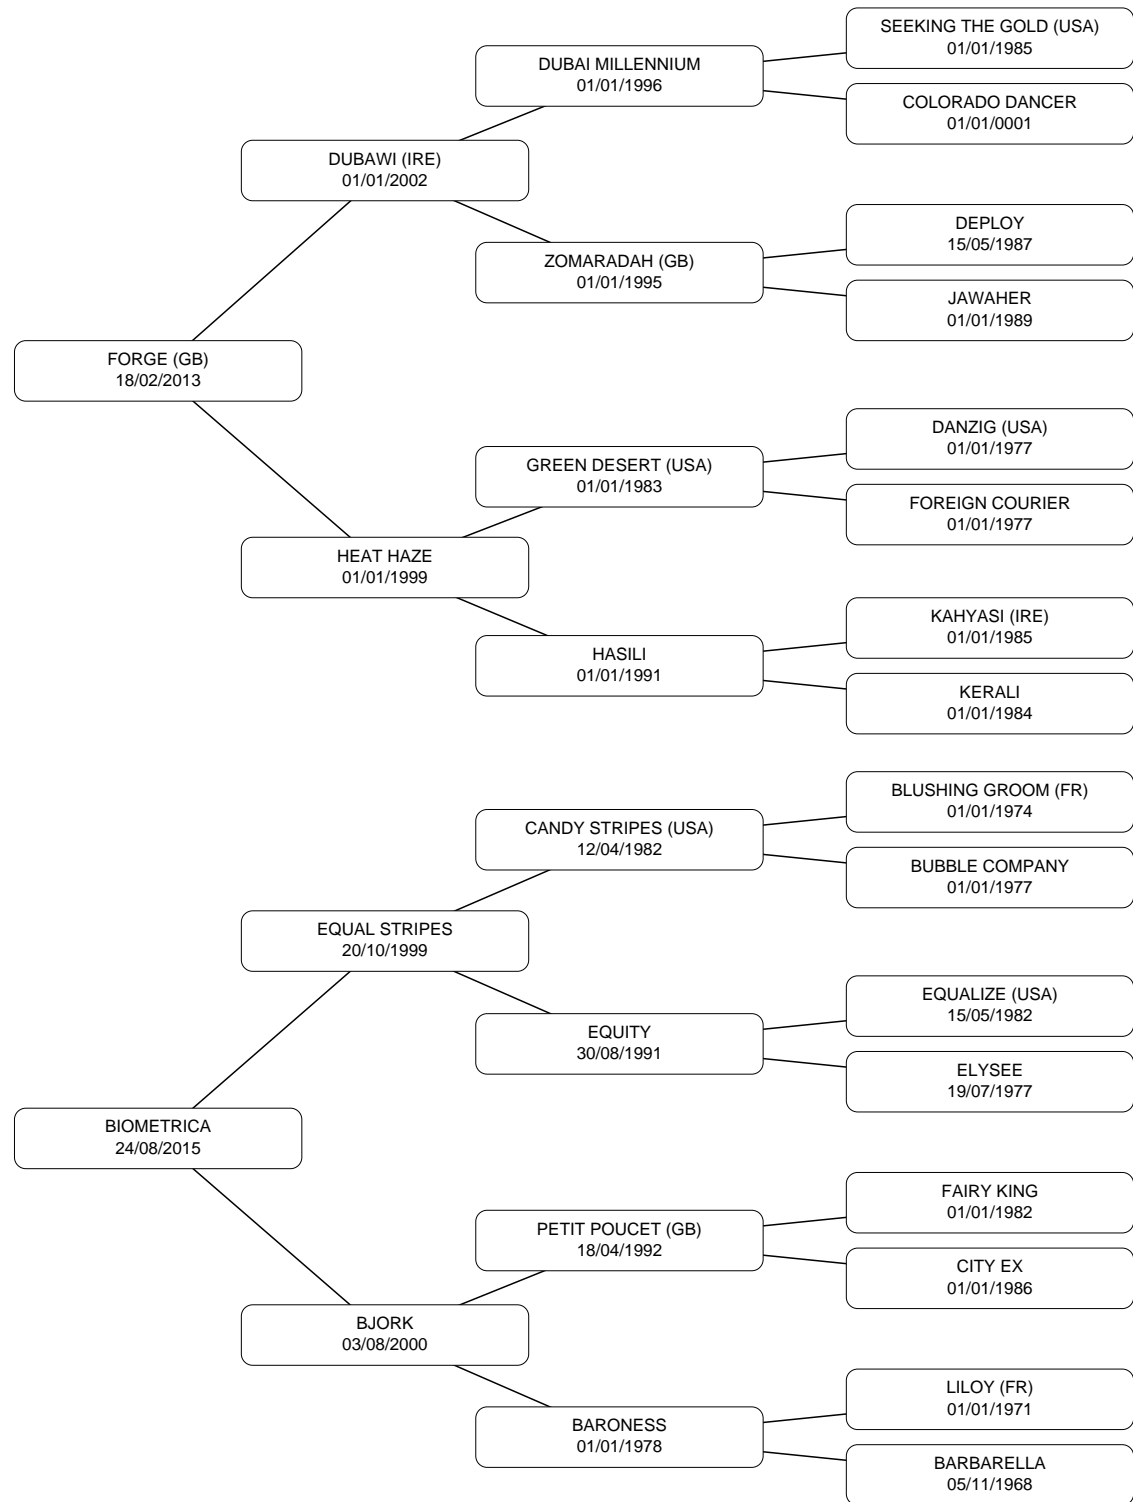 SEEKING THE GOLD (USA)
01/01/1985
DUBAI MILLENNIUM
01/01/1996
COLORADO DANCER
01/01/0001
DUBAWI (IRE)
01/01/2002
DEPLOY
15/05/1987
ZOMARADAH (GB)
01/01/1995
JAWAHER
01/01/1989
FORGE (GB)
18/02/2013
DANZIG (USA)
01/01/1977
GREEN DESERT (USA)
01/01/1983
FOREIGN COURIER
01/01/1977
HEAT HAZE
01/01/1999
KAHYASI (IRE)
01/01/1985
HASILI
01/01/1991
KERALI
01/01/1984
BLUSHING GROOM (FR)
01/01/1974
CANDY STRIPES (USA)
12/04/1982
BUBBLE COMPANY
01/01/1977
EQUAL STRIPES
20/10/1999
EQUALIZE (USA)
15/05/1982
EQUITY
30/08/1991
ELYSEE
19/07/1977
BIOMETRICA
24/08/2015
FAIRY KING
01/01/1982
PETIT POUCET (GB)
18/04/1992
CITY EX
01/01/1986
BJORK
03/08/2000
LILOY (FR)
01/01/1971
BARONESS
01/01/1978
BARBARELLA
05/11/1968